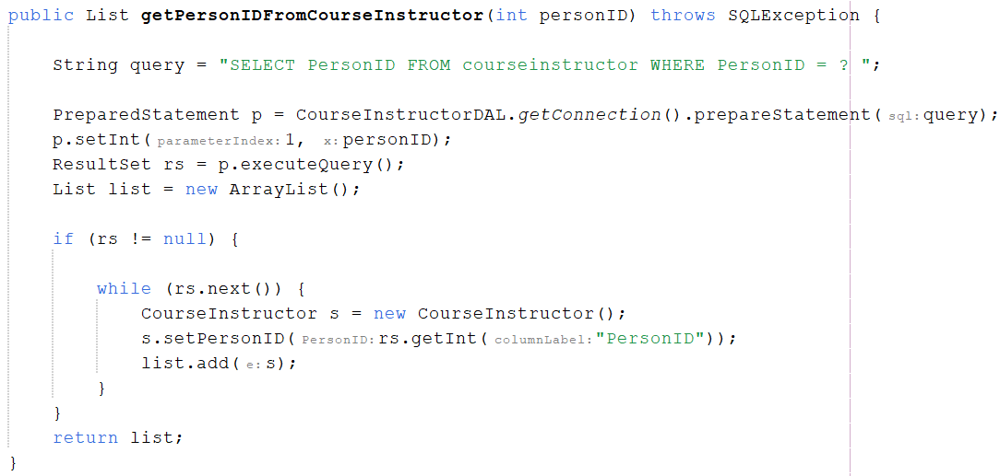 public List getPersonIDFromCourseInstructor(int personID) throws SQLException {
String query = "SELECT PersonID FROM courseinstructor WHERE PersonID = ? ";
PreparedStatement p = CourseInstructorDAL.getConnection().prepareStatement( sql: query);
p.setInt( parameterIndex: 1, x: personID);
ResultSet rs = p.executeQuery();
List list = new ArrayList();
if (rs != null) {
while (rs.next()) {
CourseInstructor s = new CourseInstructor();
s.setPersonID( PersonID: rs.getInt( columnLabel: "PersonID"));
list.add( e: s);
}
}
return list;
}